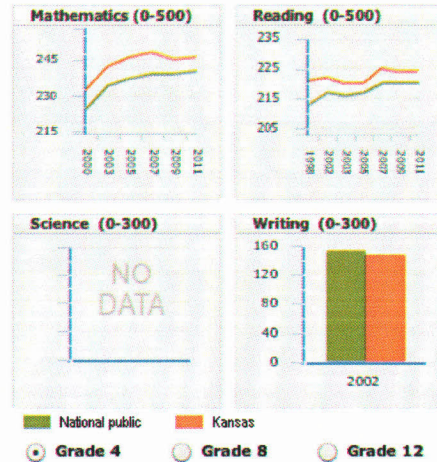 Mathematics (0-500)
245
230
215
2000
2003
2005
2007
2009
2011
Reading (0-500)
235
225
215
205
1998
2002
2003
2005
2007
2009
2011
Science (0-300)
NO
DATA
Writing (0-300)
160
120
80
40
0
2002
National public
Kansas
Grade 4
Grade 8
Grade 12